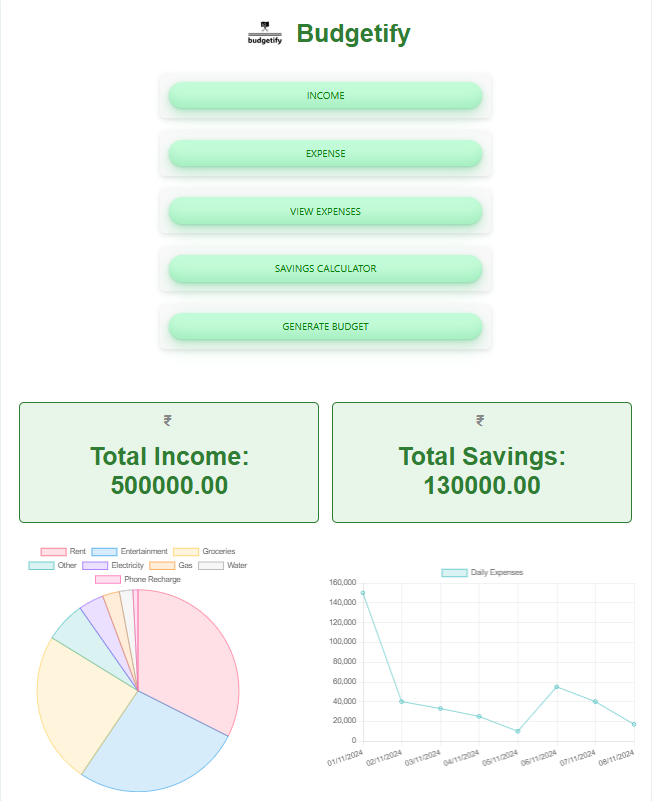 budgetify Budgetify
INCOME
EXPENSE
VIEW EXPENSES
SAVINGS CALCULATOR
GENERATE BUDGET
₹
Total Income:
500000.00
₹
Total Savings:
130000.00
Rent Entertainment Groceries
Other Electricity Gas Water
Phone Recharge
Daily Expenses
160,000
140,000
120,000
100,000
80,000
60,000
40,000
20,000
0
01/11/2024 02/11/2024 03/11/2024 04/11/2024 05/11/2024 06/11/2024 07/11/2024 08/11/2024